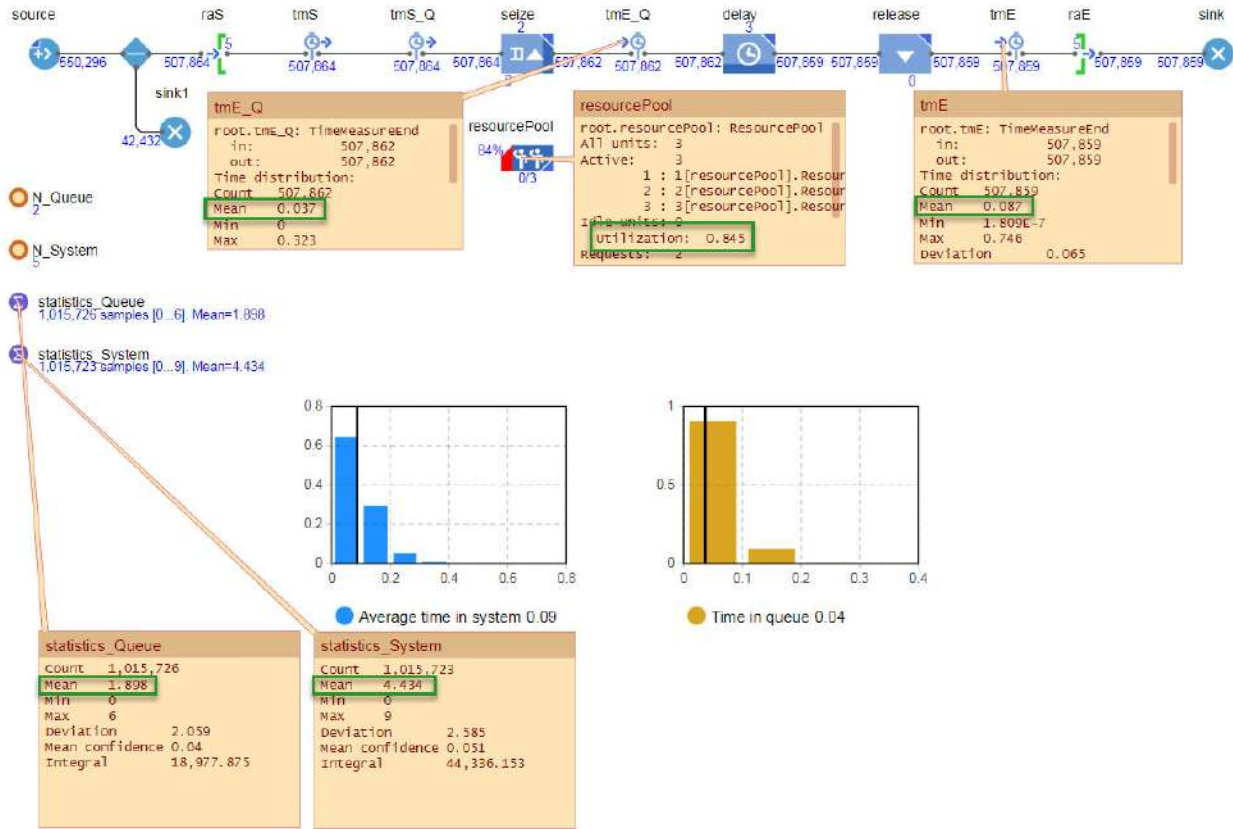 source
raS
tmS
tmS_Q
seize
tmE_Q
delay
release
tmE
raE
sink
5
2
3
5
550,296
507,864
507,864
507,864
507,864
507,862
507,862
507,862
507,859
507,859
507,859
507,859
507,859
507,859
0
sink1
42,432
tmE_Q
root.tmE_Q: TimeMeasureEnd
in: 507,862
out: 507,862
Time distribution:
Count 507,862
Mean 0.037
Min 0
Max 0.323
resourcePool
84%
0/3
resourcePool
root.resourcePool: ResourcePool
All units: 3
Active: 3
1 : 1[resourcePool].Resour
2 : 2[resourcePool].Resour
3 : 3[resourcePool].Resour
Idle units: 0
Utilization: 0.845
Requests: 2
tmE
root.tmE: TimeMeasureEnd
in: 507,859
out: 507,859
Time distribution:
Count 507,859
Mean 0.087
Min 1.809E-7
Max 0.746
Deviation 0.065
N_Queue
2
N_System
5
statistics_Queue
1,015,726 samples [0...6]. Mean=1.898
statistics_System
1,015,723 samples [0...9]. Mean=4.434
0.8
0.6
0.4
0.2
0
0
0.2
0.4
0.6
0.8
Average time in system 0.09
1
0.5
0
0
0.1
0.2
0.3
0.4
Time in queue 0.04
statistics_Queue
Count 1,015,726
Mean 1.898
Min 0
Max 6
Deviation 2.059
Mean confidence 0.04
Integral 18,977.875
statistics_System
Count 1,015,723
Mean 4.434
Min 0
Max 9
Deviation 2.585
Mean confidence 0.051
Integral 44,336.153